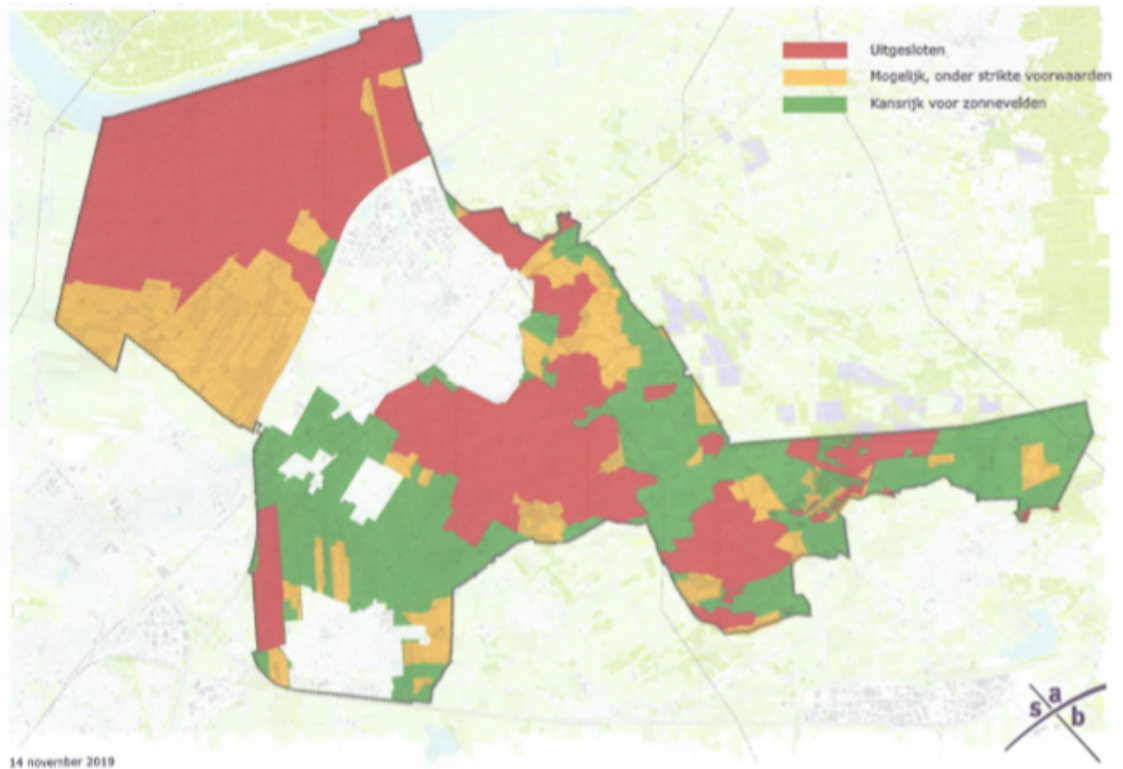 Uitgesloten
Mogelijk, onder strikte voorwaarden
Kansrijk voor zonnevelden
s a b
14 november 2019